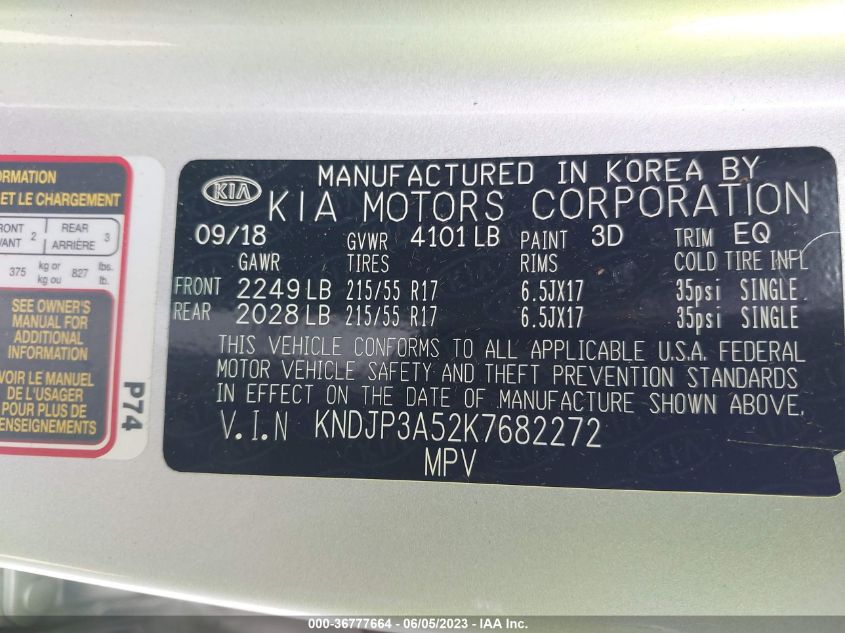 ORMATION
ET LE CHARGEMENT
RONT
VANT 2 REAR
ARRIÈRE 3
375 kg or
kg ou 827 lbs.
lb.
SEE OWNER'S
MANUAL FOR
ADDITIONAL
INFORMATION
VOIR LE MANUEL
DE L'USAGER
POUR PLUS DE
RENSEIGNEMENTS
P74
KIA
MANUFACTURED IN KOREA BY
KIA MOTORS CORPORATION
09/18 GVWR 4101 LB PAINT 3D TRIM EQ
GAWR TIRES RIMS COLD TIRE INFL
FRONT 2249 LB 215/55 R17 6.5JX17 35psi SINGLE
REAR 2028 LB 215/55 R17 6.5JX17 35psi SINGLE
THIS VEHICLE CONFORMS TO ALL APPLICABLE U.S.A. FEDERAL
MOTOR VEHICLE SAFETY AND THEFT PREVENTION STANDARDS
IN EFFECT ON THE DATE OF MANUFACTURE SHOWN ABOVE.
V.I.N KNDJP3A52K7682272
MPV
000-36777664 - 06/05/2023 - IAA Inc.